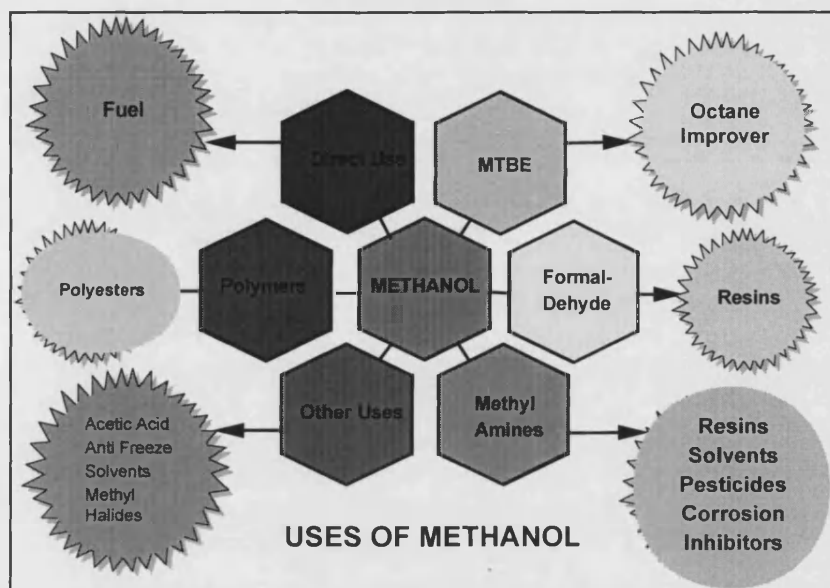 Fuel
Direct Use
MTBE
Octane
Improver
Polyesters
Polymers
METHANOL
Formal-
Dehyde
Resins
Acetic Acid
Anti Freeze
Solvents
Methyl
Halides
Other Uses
Methyl
Amines
Resins
Solvents
Pesticides
Corrosion
Inhibitors
USES OF METHANOL